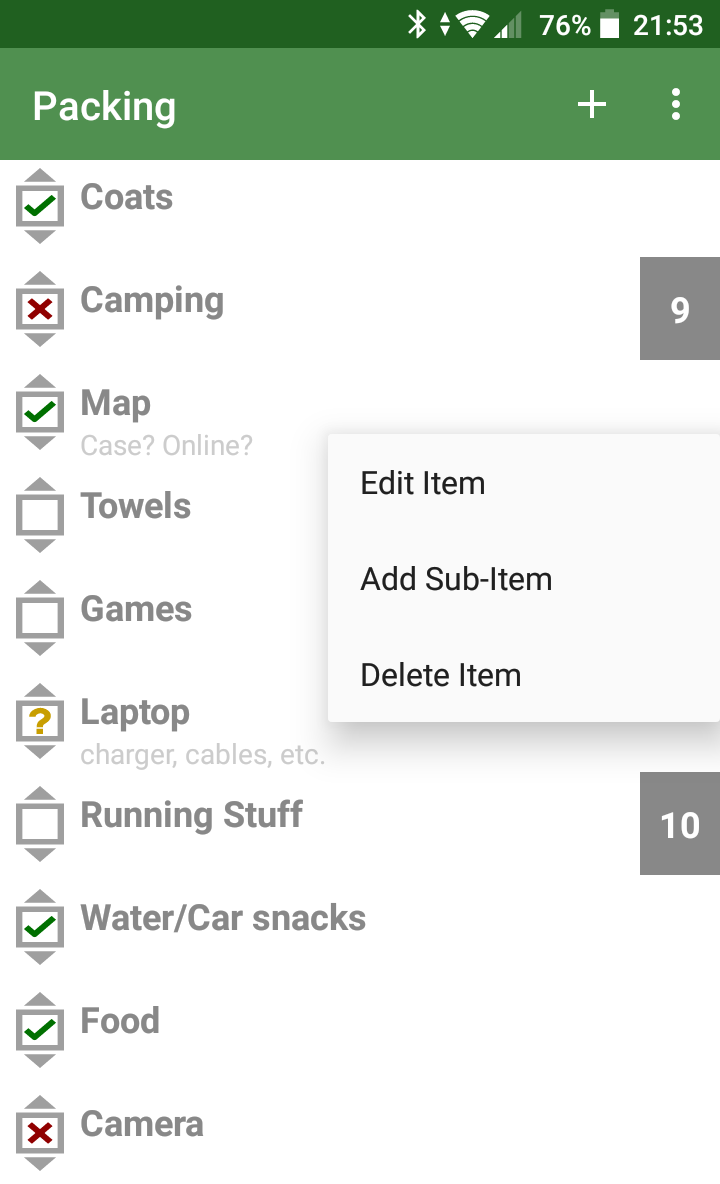 76% 21:53
Packing
Coats
Camping
9
Map
Case? Online?
Edit Item
Towels
Add Sub-Item
Games
Delete Item
? Laptop
charger, cables, etc.
Running Stuff
10
Water/Car snacks
Food
Camera